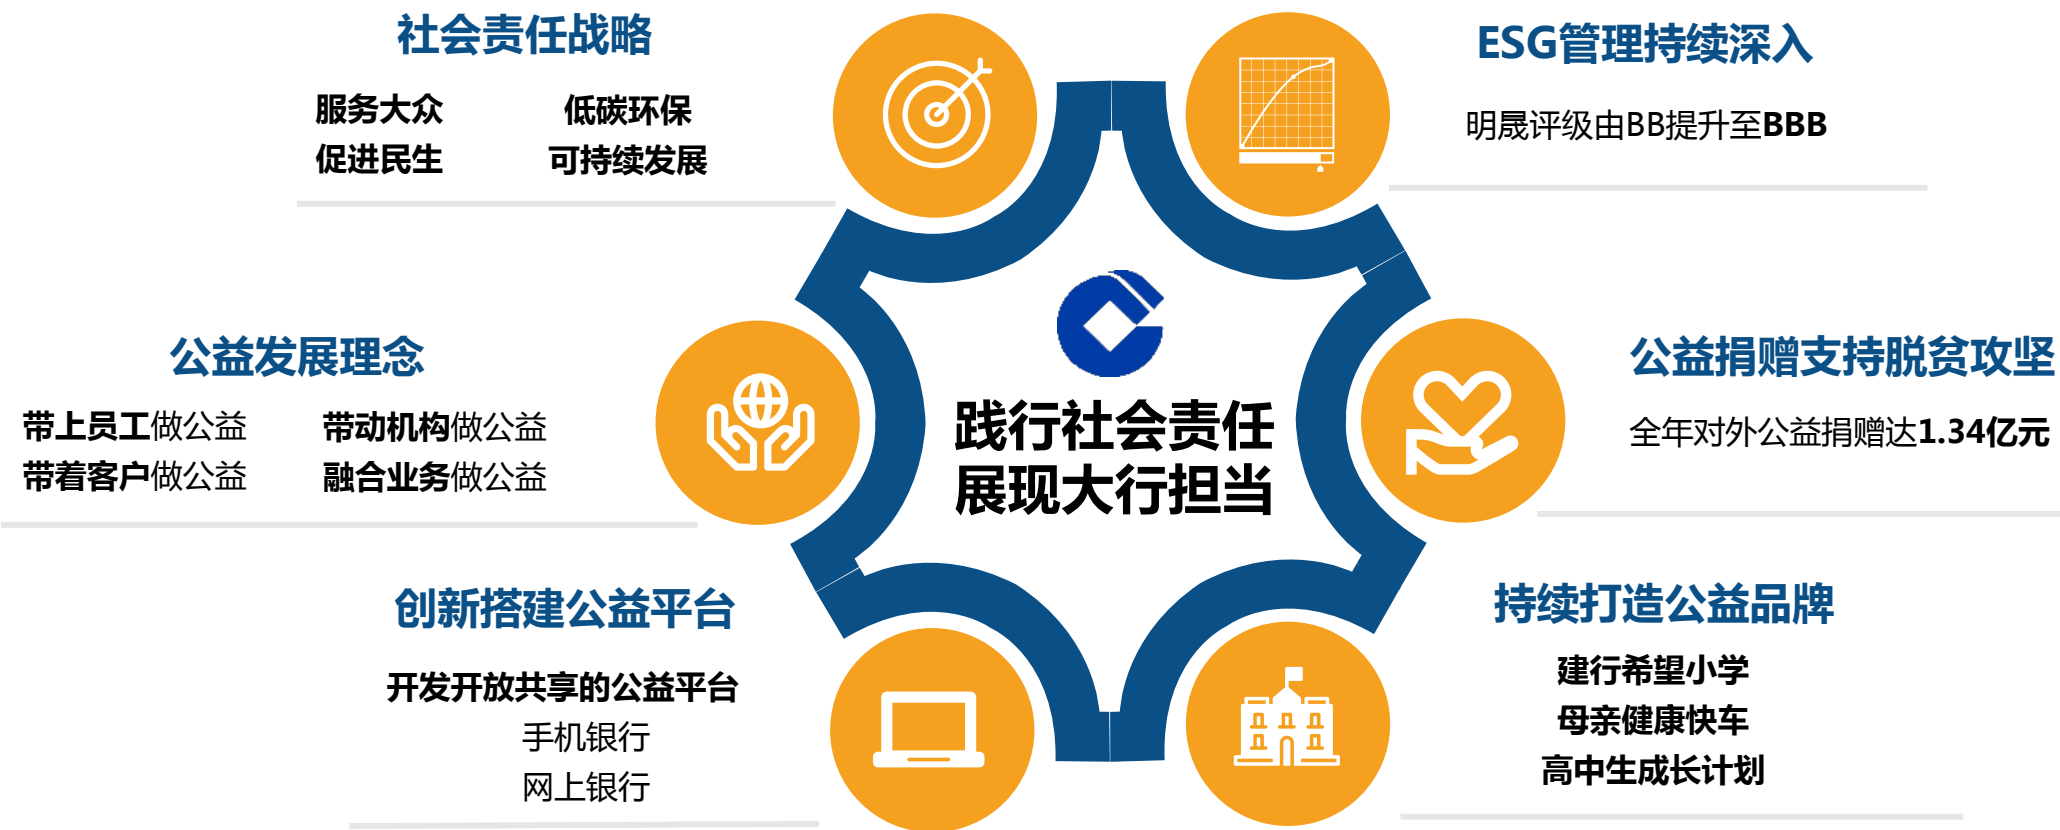 社会责任战略
服务大众 低碳环保
促进民生 可持续发展
ESG管理持续深入
明晟评级由BB提升至BBB
公益发展理念
带上员工做公益 带动机构做公益
带着客户做公益 融合业务做公益
践行社会责任
展现大行担当
公益捐赠支持脱贫攻坚
全年对外公益捐赠达1.34亿元
创新搭建公益平台
开发开放共享的公益平台
手机银行
网上银行
持续打造公益品牌
建行希望小学
母亲健康快车
高中生成长计划